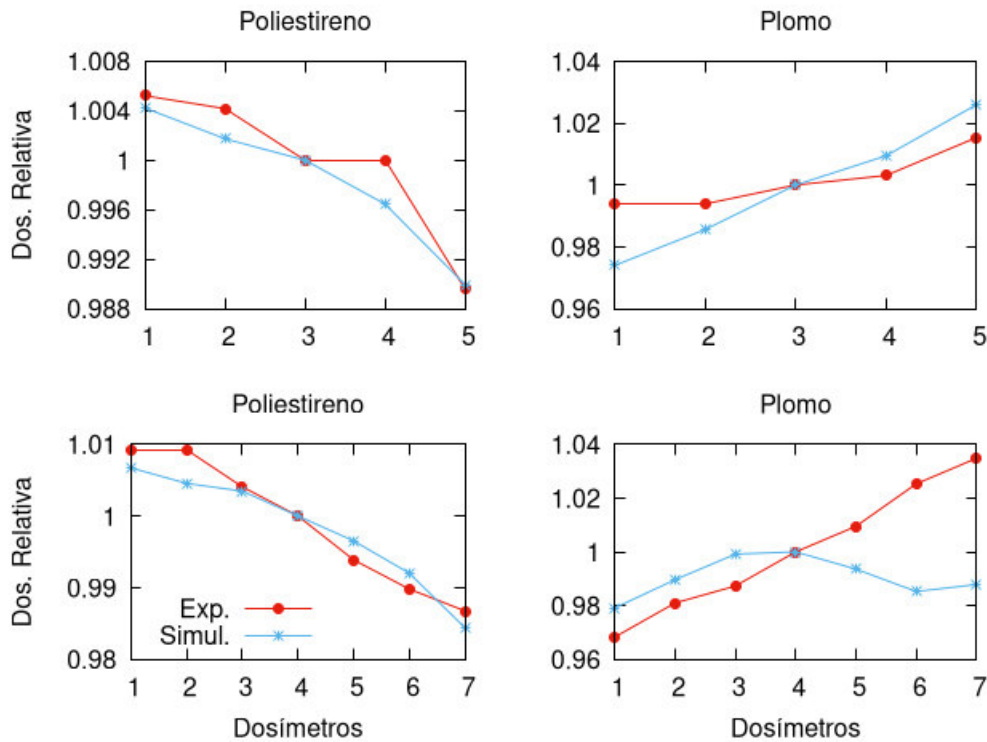 Poliestireno
Dos. Relativa
1.008
1.004
1
0.996
0.992
0.988
1 2 3 4 5
Plomo
1.04
1.02
1
0.98
0.96
1 2 3 4 5
Poliestireno
Dos. Relativa
1.01
1
0.99
0.98
Exp.
Simul.
1 2 3 4 5 6 7
Dosímetros
Plomo
1.04
1.02
1
0.98
0.96
1 2 3 4 5 6 7
Dosímetros